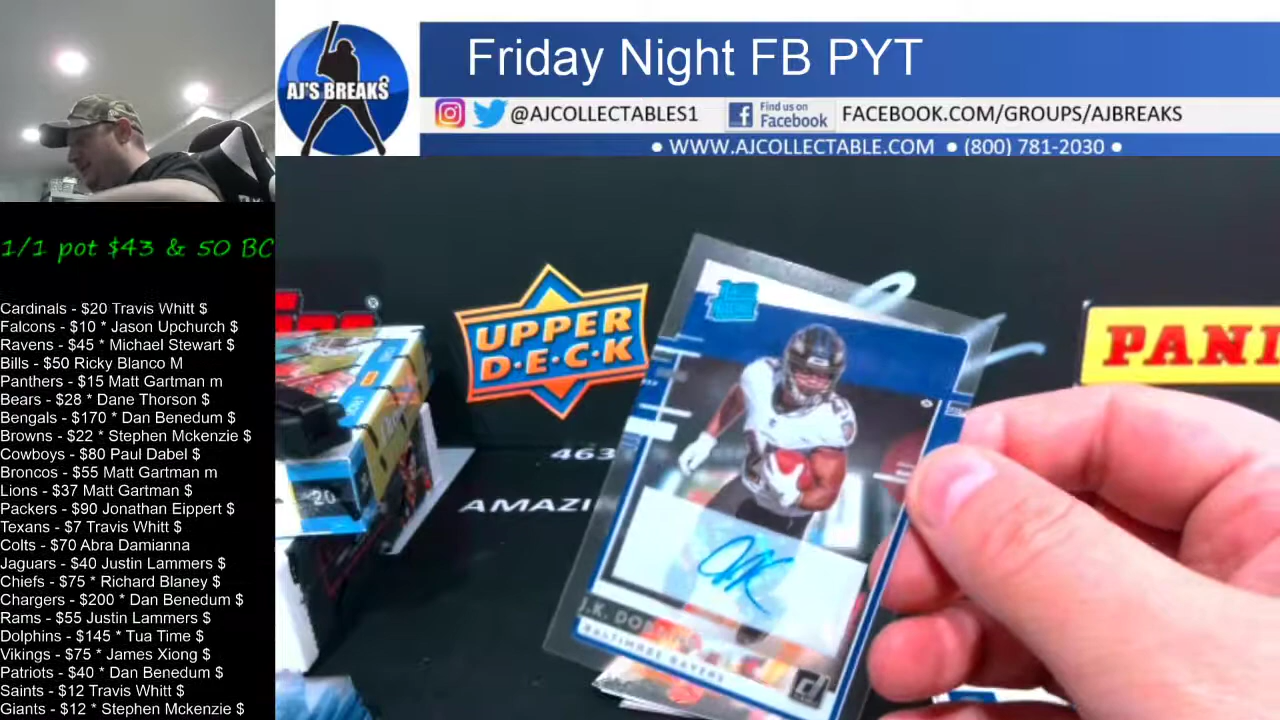 Friday Night FB PYT
AJ'S BREAKS
@AJCOLLECTABLES1
Find us on
Facebook
FACEBOOK.COM/GROUPS/AJBREAKS
• WWW.AJCOLLECTABLE.COM • (800) 781-2030 •
1/1 pot $43 & 50 BC
Cardinals - $20 Travis Whitt $
Falcons - $10 * Jason Upchurch $
Ravens - $45 * Michael Stewart $
Bills - $50 Ricky Blanco M
Panthers - $15 Matt Gartman m
Bears - $28 * Dane Thorson $
Bengals - $170 * Dan Benedum $
Browns - $22 * Stephen Mckenzie $
Cowboys - $80 Paul Dabel $
Broncos - $55 Matt Gartman m
Lions - $37 Matt Gartman $
Packers - $90 Jonathan Eippert $
Texans - $7 Travis Whitt $
Colts - $70 Abra Damianna
Jaguars - $40 Justin Lammers $
Chiefs - $75 * Richard Blaney $
Chargers - $200 * Dan Benedum $
Rams - $55 Justin Lammers $
Dolphins - $145 * Tua Time $
Vikings - $75 * James Xiong $
Patriots - $40 * Dan Benedum $
Saints - $12 Travis Whitt $
Giants - $12 * Stephen Mckenzie $
UPPER
D.E.C.K
PANI
463
AMAZI
20
J.K. DOB
BALTIMORE RAVENS